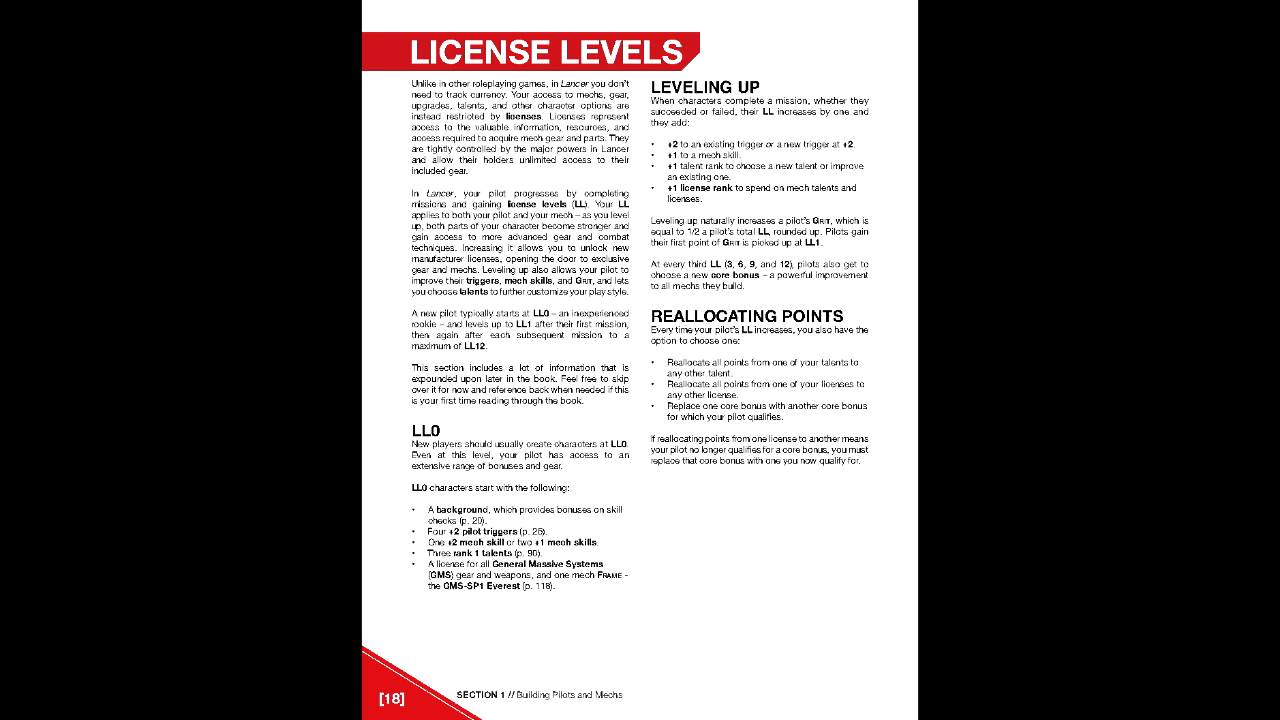 LICENSE LEVELS
Unlike in other roleplaying games, in Lancer you don't
need to track currency. Your access to mechs, gear,
upgrades, talents, and other character options are
instead restricted by licenses. Licenses represent
access to the valuable information, resources, and
access required to acquire mech gear and parts. They
are tightly controlled by the major powers in Lancer
and allow their holders unlimited access to their
included gear.
In Lancer, your pilot progresses by completing
missions and gaining license levels (LL). Your LL
applies to both your pilot and your mech – as you level
up, both parts of your character become stronger and
gain access to more advanced gear and combat
techniques. Increasing it allows you to unlock new
manufacturer licenses, opening the door to exclusive
gear and mechs. Leveling up also allows your pilot to
improve their triggers, mech skills, and GRIT, and lets
you choose talents to further customize your play style.
A new pilot typically starts at LL0 – an inexperienced
rookie – and levels up to LL1 after their first mission,
then again after each subsequent mission to a
maximum of LL12.
This section includes a lot of information that is
expounded upon later in the book. Feel free to skip
over it for now and reference back when needed if this
is your first time reading through the book.
LL0
New players should usually create characters at LL0.
Even at this level, your pilot has access to an
extensive range of bonuses and gear.
LL0 characters start with the following:
• A background, which provides bonuses on skill
checks (p. 20).
• Four +2 pilot triggers (p. 25).
• One +2 mech skill or two +1 mech skills.
• Three rank 1 talents (p. 90).
• A license for all General Massive Systems
(GMS) gear and weapons, and one mech FRAME -
the GMS-SP1 Everest (p. 118).
LEVELING UP
When characters complete a mission, whether they
succeeded or failed, their LL increases by one and
they add:
• +2 to an existing trigger or a new trigger at +2.
• +1 to a mech skill.
• +1 talent rank to choose a new talent or improve
an existing one.
• +1 license rank to spend on mech talents and
licenses.
Leveling up naturally increases a pilot's GRIT, which is
equal to 1/2 a pilot's total LL, rounded up. Pilots gain
their first point of GRIT is picked up at LL1.
At every third LL (3, 6, 9, and 12), pilots also get to
choose a new core bonus – a powerful improvement
to all mechs they build.
REALLOCATING POINTS
Every time your pilot's LL increases, you also have the
option to choose one:
• Reallocate all points from one of your talents to
any other talent.
• Reallocate all points from one of your licenses to
any other license.
• Replace one core bonus with another core bonus
for which your pilot qualifies.
If reallocating points from one license to another means
your pilot no longer qualifies for a core bonus, you must
replace that core bonus with one you now qualify for.
[18]
SECTION 1 // Building Pilots and Mechs